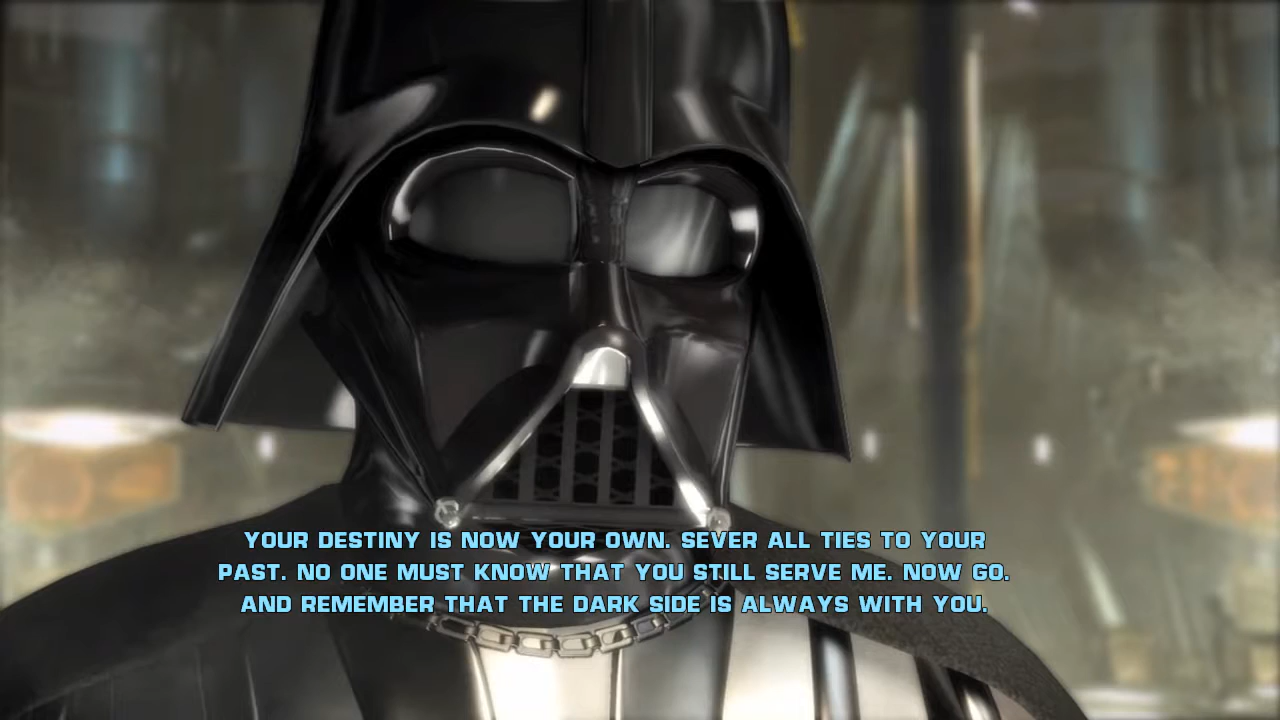 YOUR DESTINY IS NOW YOUR OWN. SEVER ALL TIES TO YOUR
PAST. NO ONE MUST KNOW THAT YOU STILL SERVE ME. NOW GO.
AND REMEMBER THAT THE DARK SIDE IS ALWAYS WITH YOU.